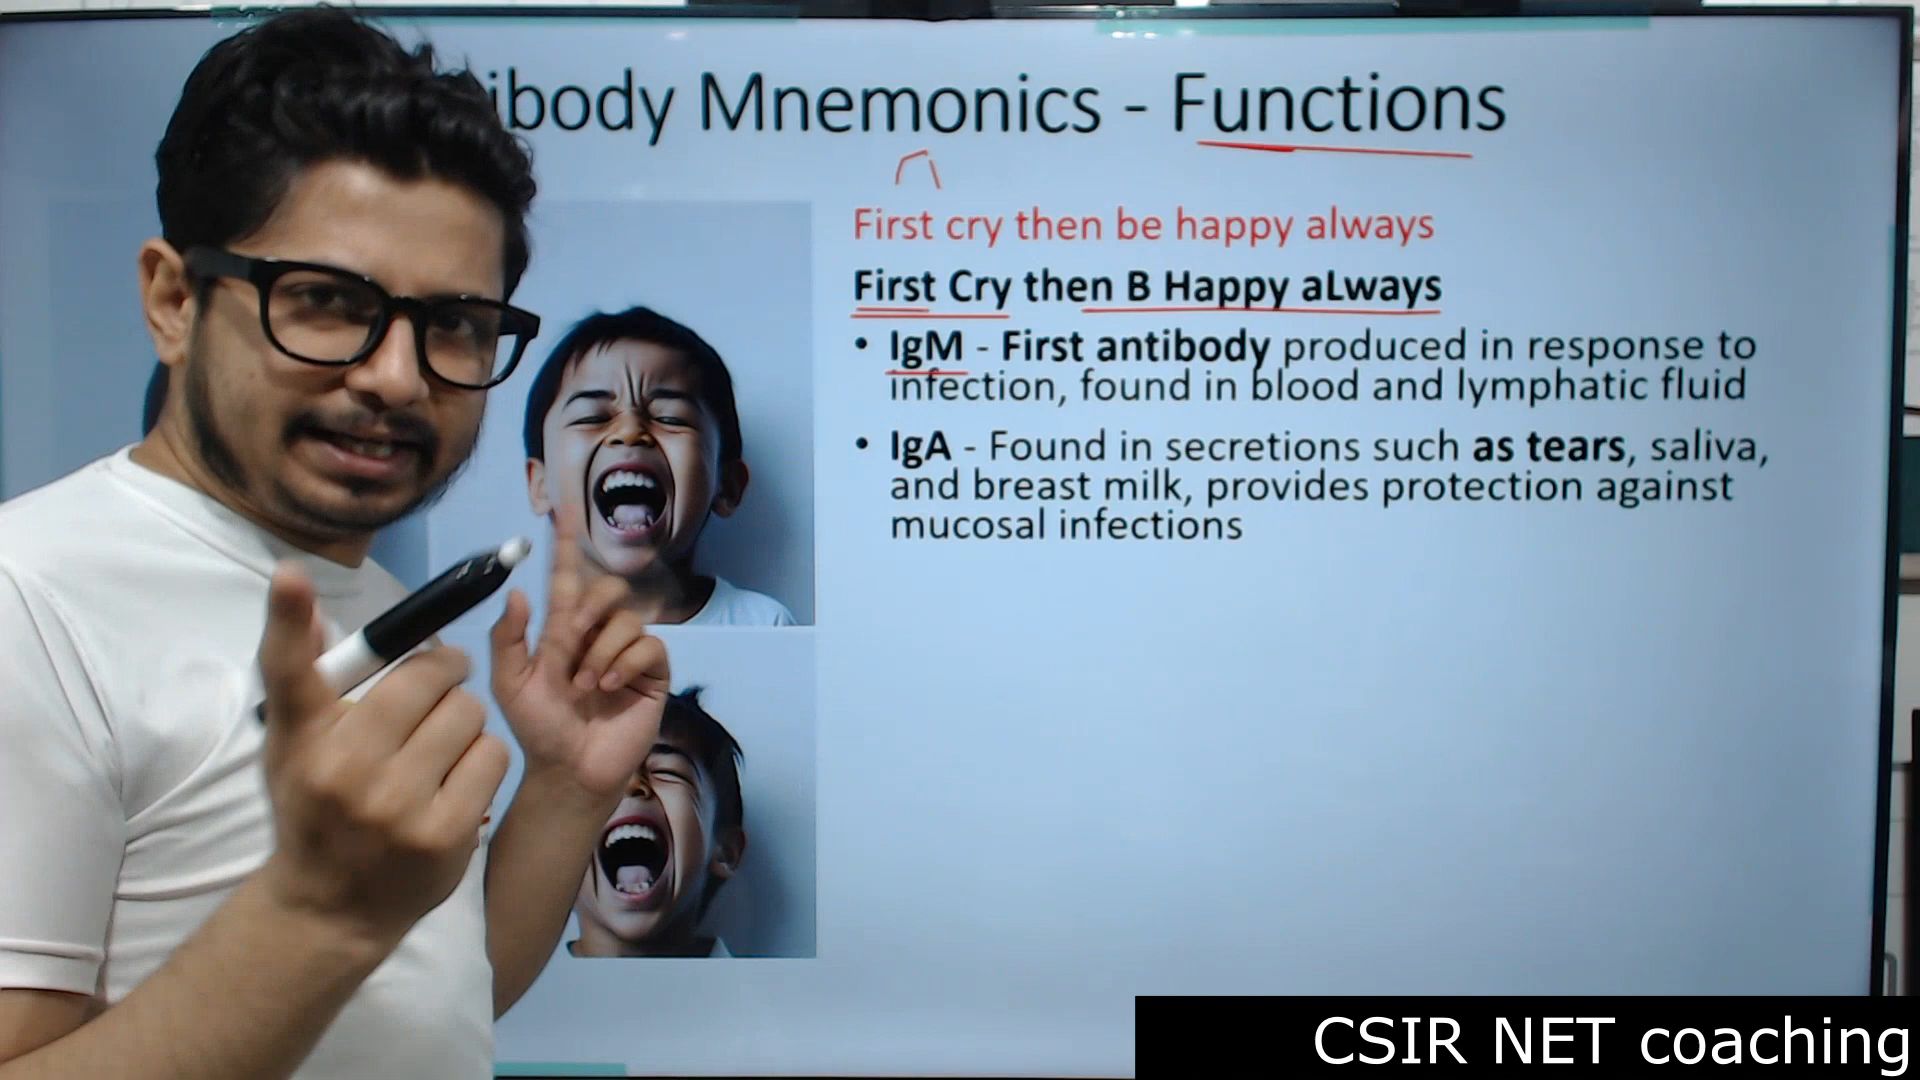 ibody Mnemonics - Functions
First cry then be happy always
First Cry then B Happy aLways
• IgM - First antibody produced in response to
infection, found in blood and lymphatic fluid
• IgA - Found in secretions such as tears, saliva,
and breast milk, provides protection against
mucosal infections
CSIR NET coaching